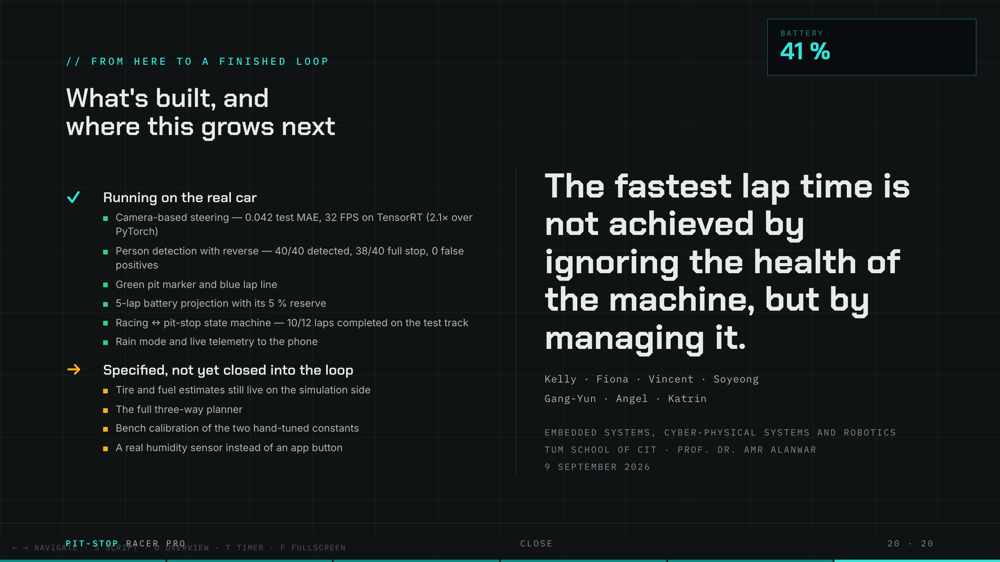 BATTERY
41 %
// FROM HERE TO A FINISHED LOOP
What's built, and
where this grows next
Running on the real car
Camera-based steering — 0.042 test MAE, 32 FPS on TensorRT (2.1× over
PyTorch)
Person detection with reverse — 40/40 detected, 38/40 full stop, 0 false
positives
Green pit marker and blue lap line
5-lap battery projection with its 5 % reserve
Racing ↔ pit-stop state machine — 10/12 laps completed on the test track
Rain mode and live telemetry to the phone
Specified, not yet closed into the loop
Tire and fuel estimates still live on the simulation side
The full three-way planner
Bench calibration of the two hand-tuned constants
A real humidity sensor instead of an app button
The fastest lap time is
not achieved by
ignoring the health of
the machine, but by
managing it.
Kelly · Fiona · Vincent · Soyeong
Gang-Yun · Angel · Katrin
EMBEDDED SYSTEMS, CYBER-PHYSICAL SYSTEMS AND ROBOTICS
TUM SCHOOL OF CIT · PROF. DR. AMR ALANWAR
9 SEPTEMBER 2026
PIT-STOP RACER PRO
CLOSE
20 · 20
← → NAVIGATE · S SCRIPT · O OVERVIEW · T TIMER · F FULLSCREEN